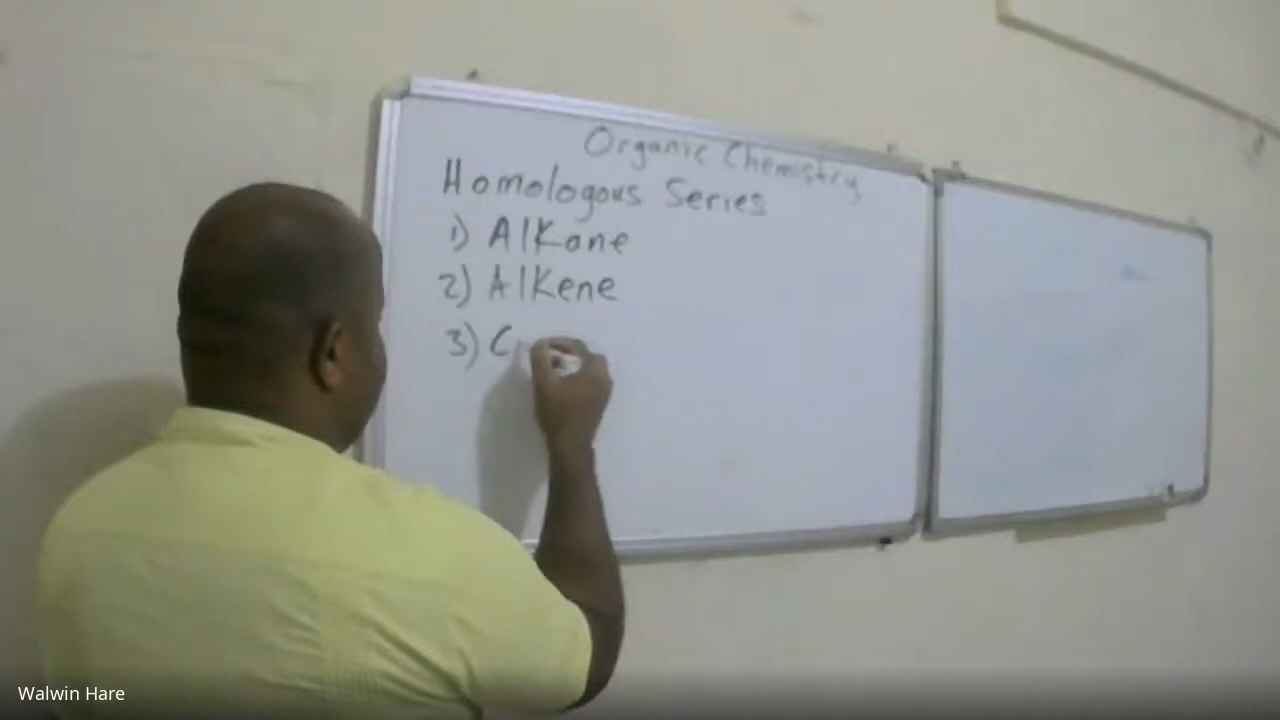 Organic Chemistry
Homologous Series
1) Alkane
2) Alkene
3) C
Walwin Hare